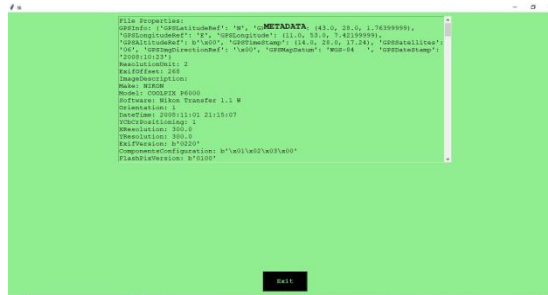 File Properties:
METADATA
GPSInfo: {'GPSLatitudeRef': 'N', : (43.0, 28.0, 1.76399999),
'GPSLongitudeRef': 'E', 'GPSLongitude': (11.0, 53.0, 7.42199999),
'GPSAltitudeRef': b'\x00', 'GPSTimeStamp': (14.0, 28.0, 17.24), 'GPSSatellites':
'06', 'GPSImgDirectionRef': '\x00', 'GPSMapDatum': 'WGS-84 ', 'GPSDateStamp':
'2008:10:23'}
ResolutionUnit: 2
ExifOffset: 268
ImageDescription:
Make: NIKON
Model: COOLPIX P6000
Software: Nikon Transfer 1.1 W
Orientation: 1
DateTime: 2008:11:01 21:15:07
YCbCrPositioning: 1
XResolution: 300.0
YResolution: 300.0
ExifVersion: b'0220'
ComponentsConfiguration: b'\x01\x02\x03\x00'
FlashPixVersion: b'0100'
Exit